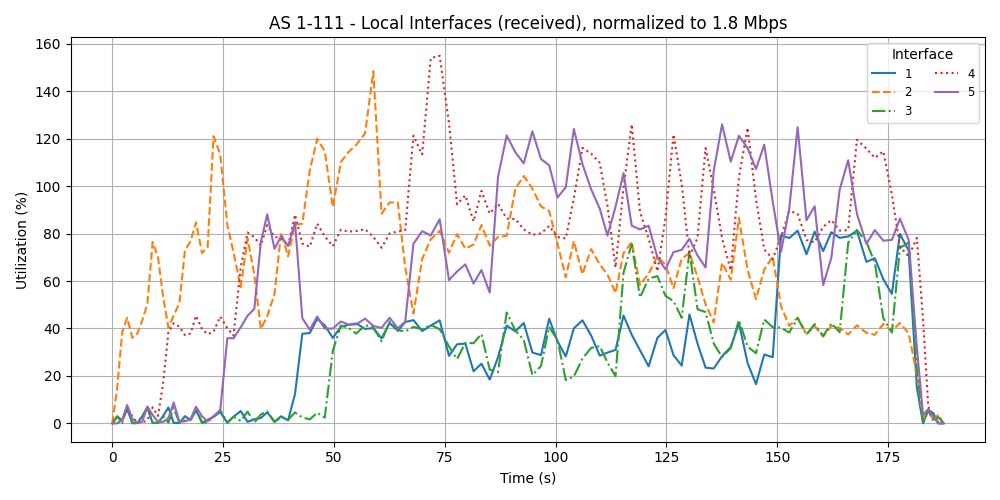 AS 1-111 - Local Interfaces (received), normalized to 1.8 Mbps
Utilization (%)
160
140
120
100
80
60
40
20
0
0 25 50 75 100 125 150 175
Time (s)
Interface
1 4
2 5
3